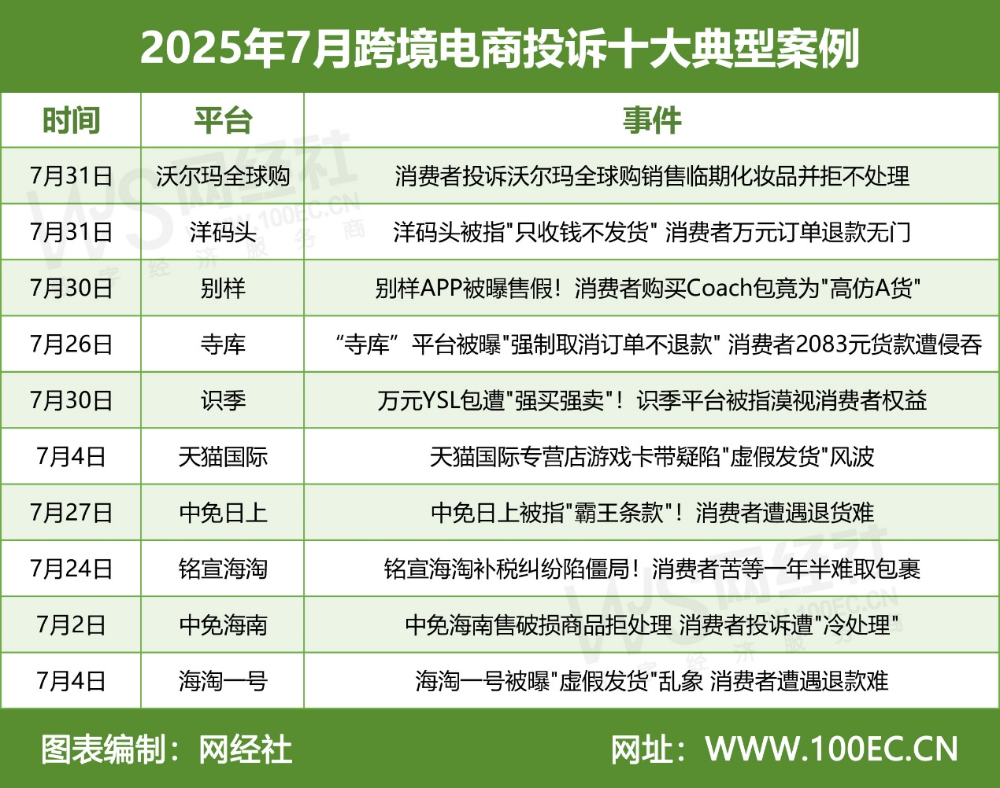 2025年7月跨境电商投诉十大典型案例
时间 平台 事件
7月31日 沃尔玛全球购 消费者投诉沃尔玛全球购销售临期化妆品并拒不处理
7月31日 洋码头 洋码头被指"只收钱不发货" 消费者万元订单退款无门
7月30日 别样 别样APP被曝售假！消费者购买Coach包竟为"高仿A货"
7月26日 寺库 “寺库”平台被曝"强制取消订单不退款" 消费者2083元货款遭侵吞
7月30日 识季 万元YSL包遭"强买强卖"！识季平台被指漠视消费者权益
7月4日 天猫国际 天猫国际专营店游戏卡带疑陷"虚假发货"风波
7月27日 中免日上 中免日上被指"霸王条款"！消费者遭遇退货难
7月24日 铭宣海淘 铭宣海淘补税纠纷陷僵局！消费者苦等一年半难取包裹
7月2日 中免海南 中免海南售破损商品拒处理 消费者投诉遭"冷处理"
7月4日 海淘一号 海淘一号被曝"虚假发货"乱象 消费者遭遇退款难
图表编制：网经社 网址：WWW.100EC.CN